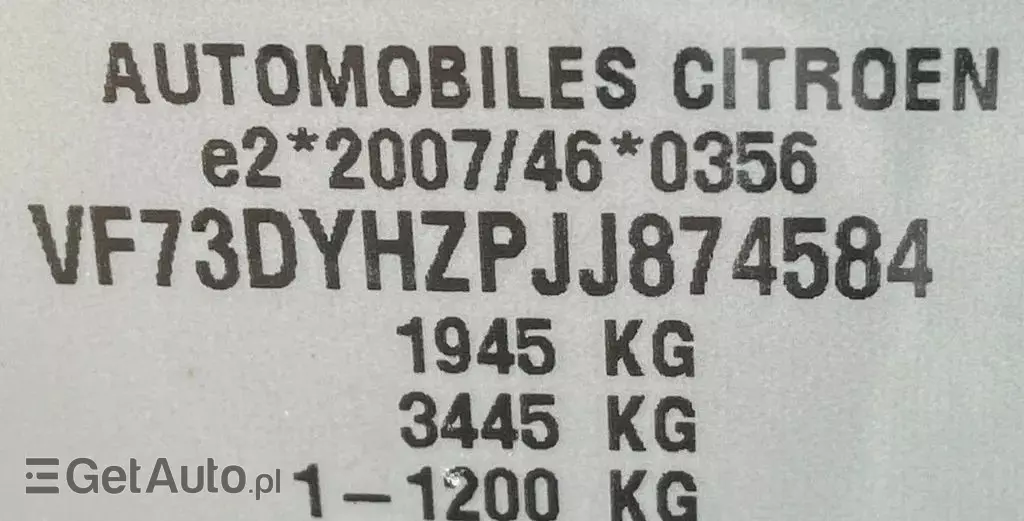 AUTOMOBILES CITROEN
e2*2007/46*0356
VF73DYHZPJJ874584
1945 KG
3445 KG
GetAuto.pl
1-1200 KG